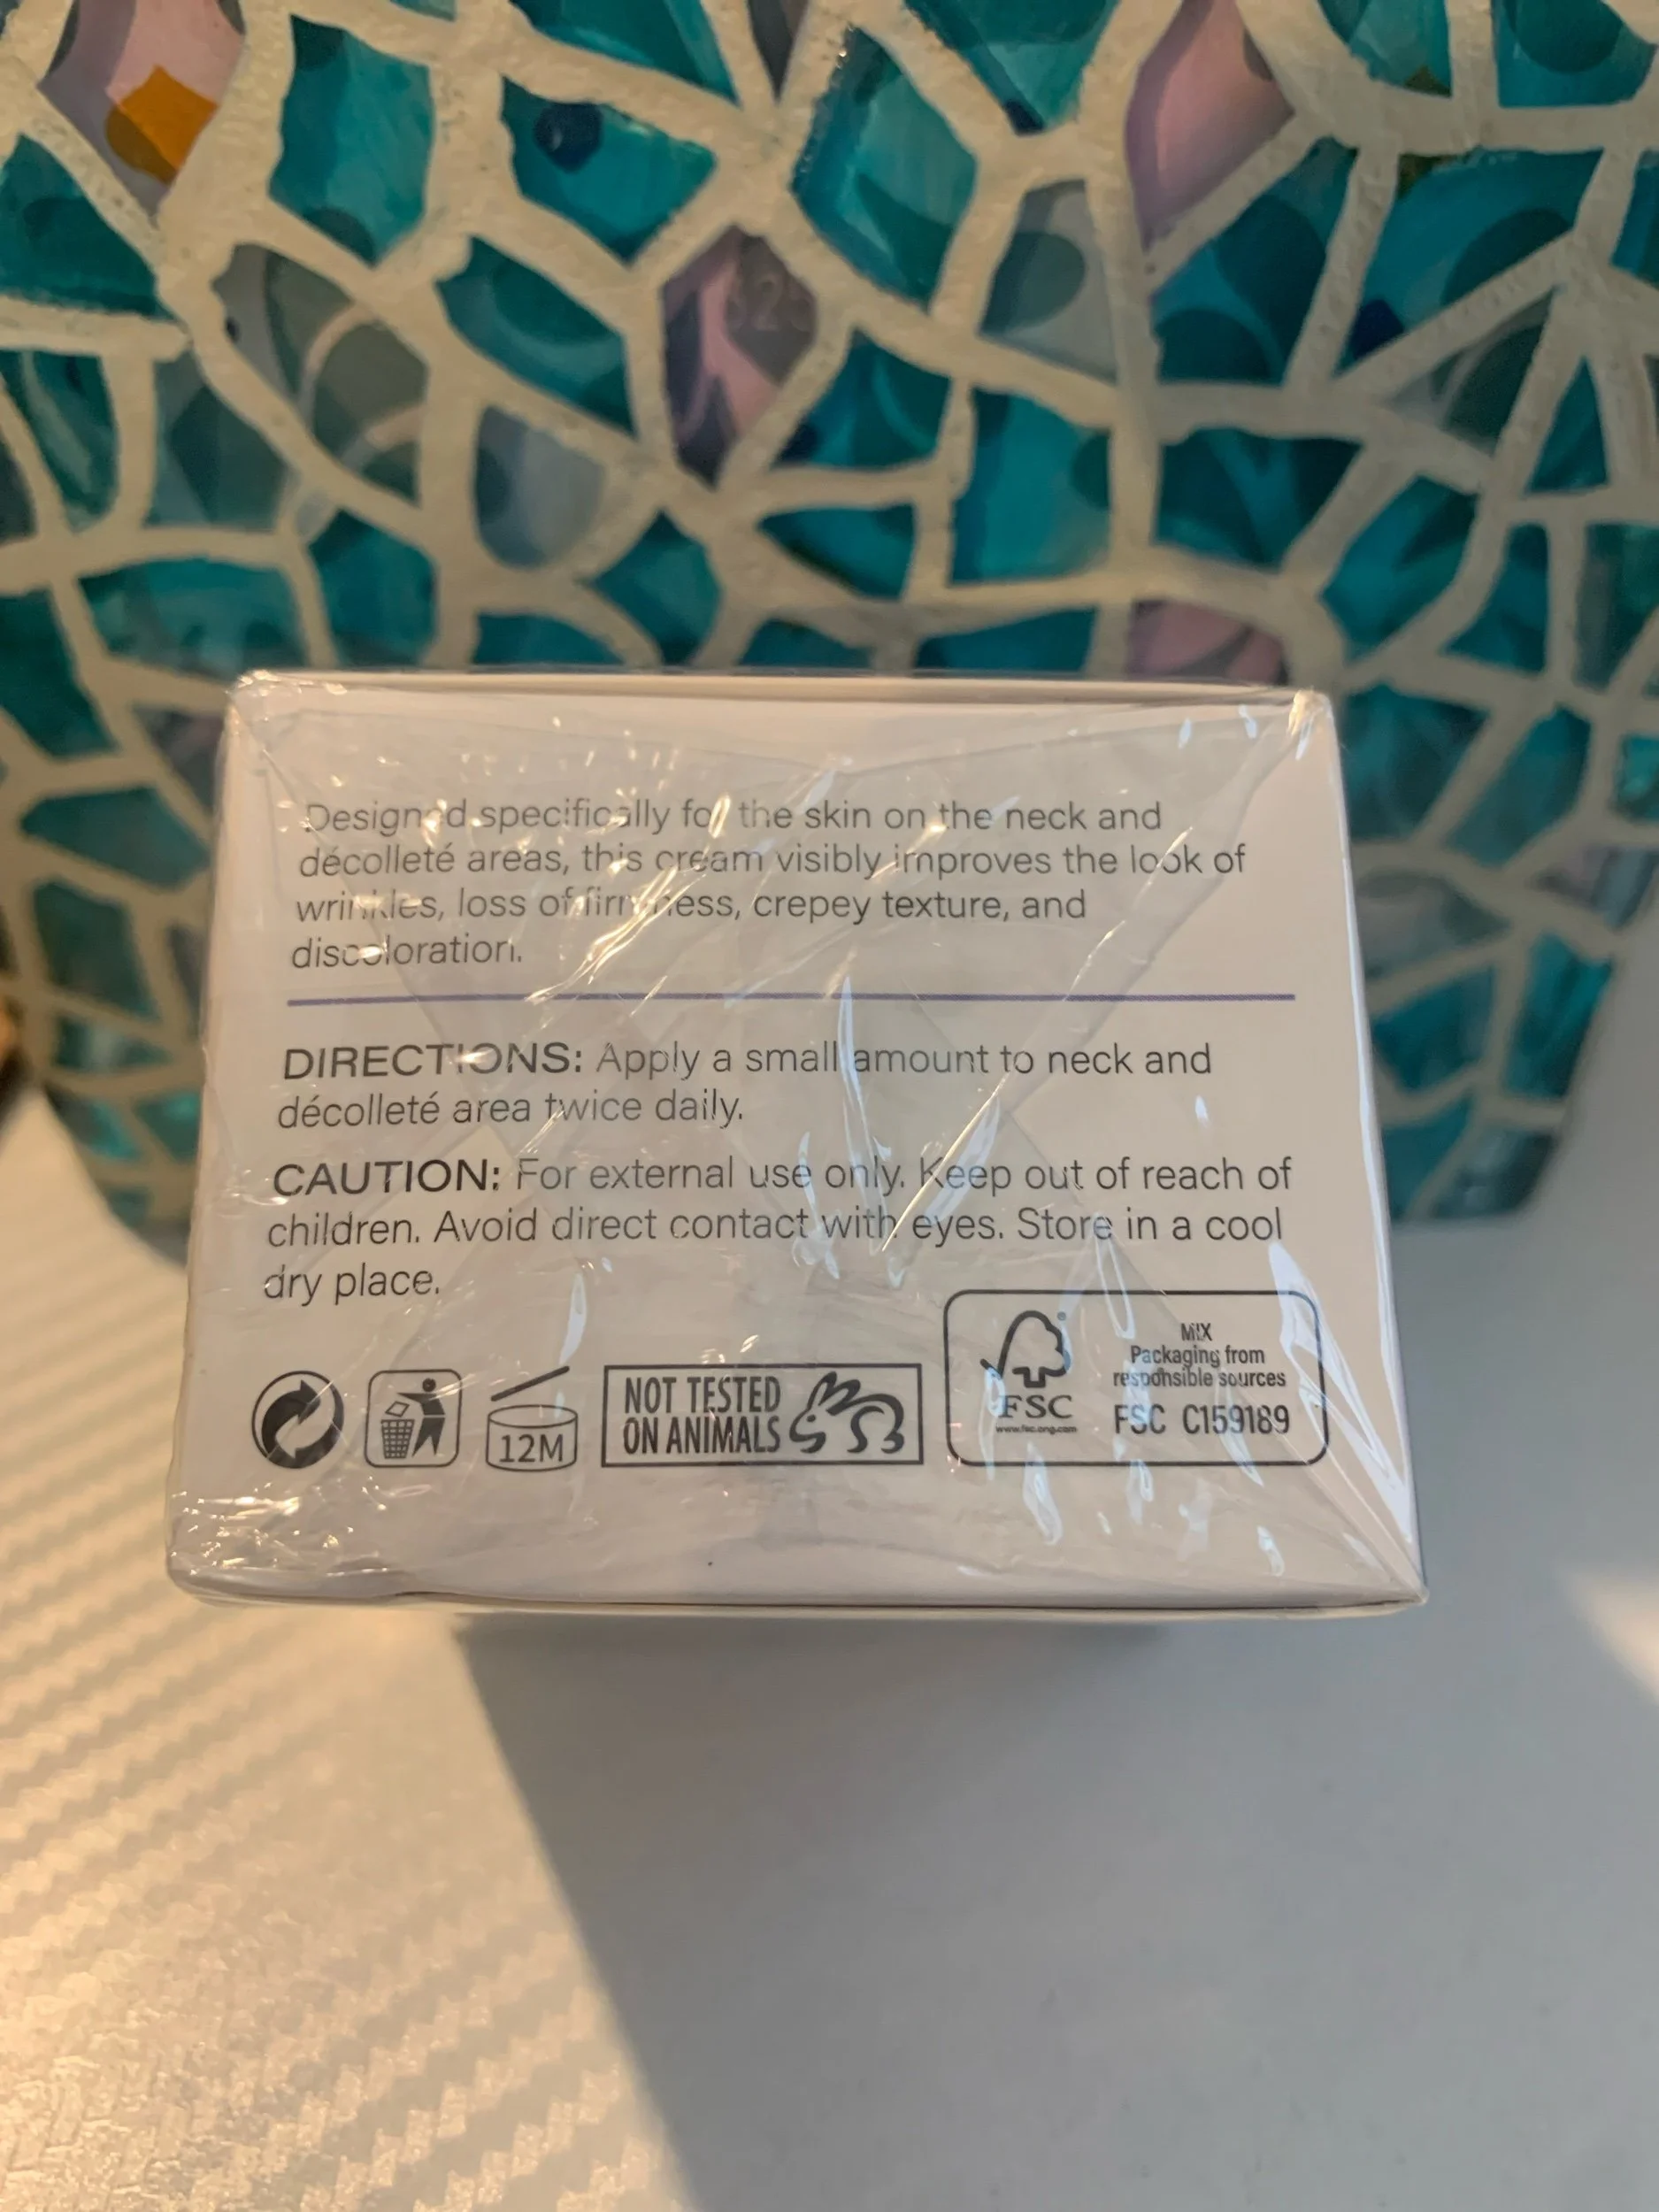 Designed specifically for the skin on the neck and
décolleté areas, this cream visibly improves the look of
wrinkles, loss of firmness, crepey texture, and
discoloration.
DIRECTIONS: Apply a small amount to neck and
décolleté area twice daily.
CAUTION: For external use only. Keep out of reach of
children. Avoid direct contact with eyes. Store in a cool
dry place.
12M
NOT TESTED
ON ANIMALS
FSC
www.fsc.org
MIX
Packaging from
responsible sources
FSC C159189